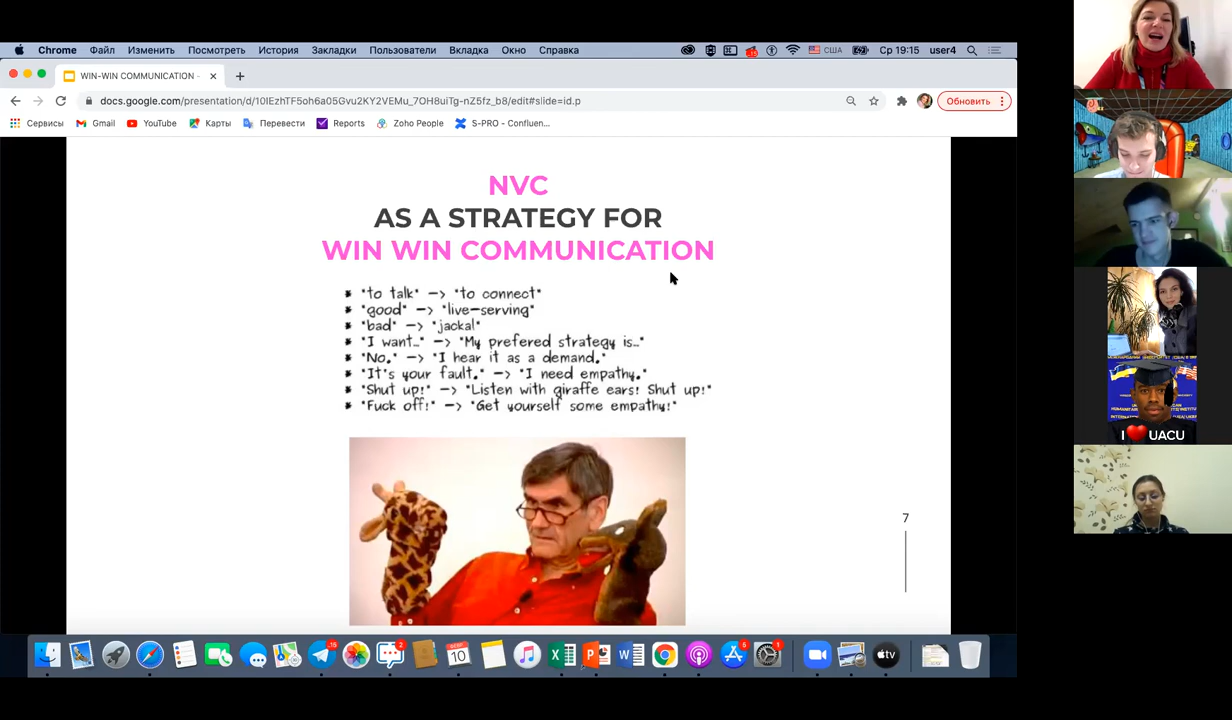 Chrome Файл Изменить Посмотреть История Закладки Пользователи Вкладка Окно Справка США Ср 19:15 user4
WIN-WIN COMMUNICATION -
docs.google.com/presentation/d/10IEzhTF5oh6a05Gvu2KY2VEMu_7OH8uiTg-nZ5fz_b8/edit#slide=id.p Обновить
Сервисы Gmail YouTube Карты Перевести Reports Zoho People S-PRO - Confluen...
NVC
AS A STRATEGY FOR
WIN WIN COMMUNICATION
* "to talk" -> "to connect"
* "good" -> "live-serving"
* "bad" -> "jackal"
* "I want..." -> "My prefered strategy is..."
* "No." -> "I hear it as a demand."
* "It's your fault." -> "I need empathy."
* "Shut up!" -> "Listen with giraffe ears! Shut up!"
* "Fuck off!" -> "Get yourself some empathy!"
7
I ❤ UACU
10
tv